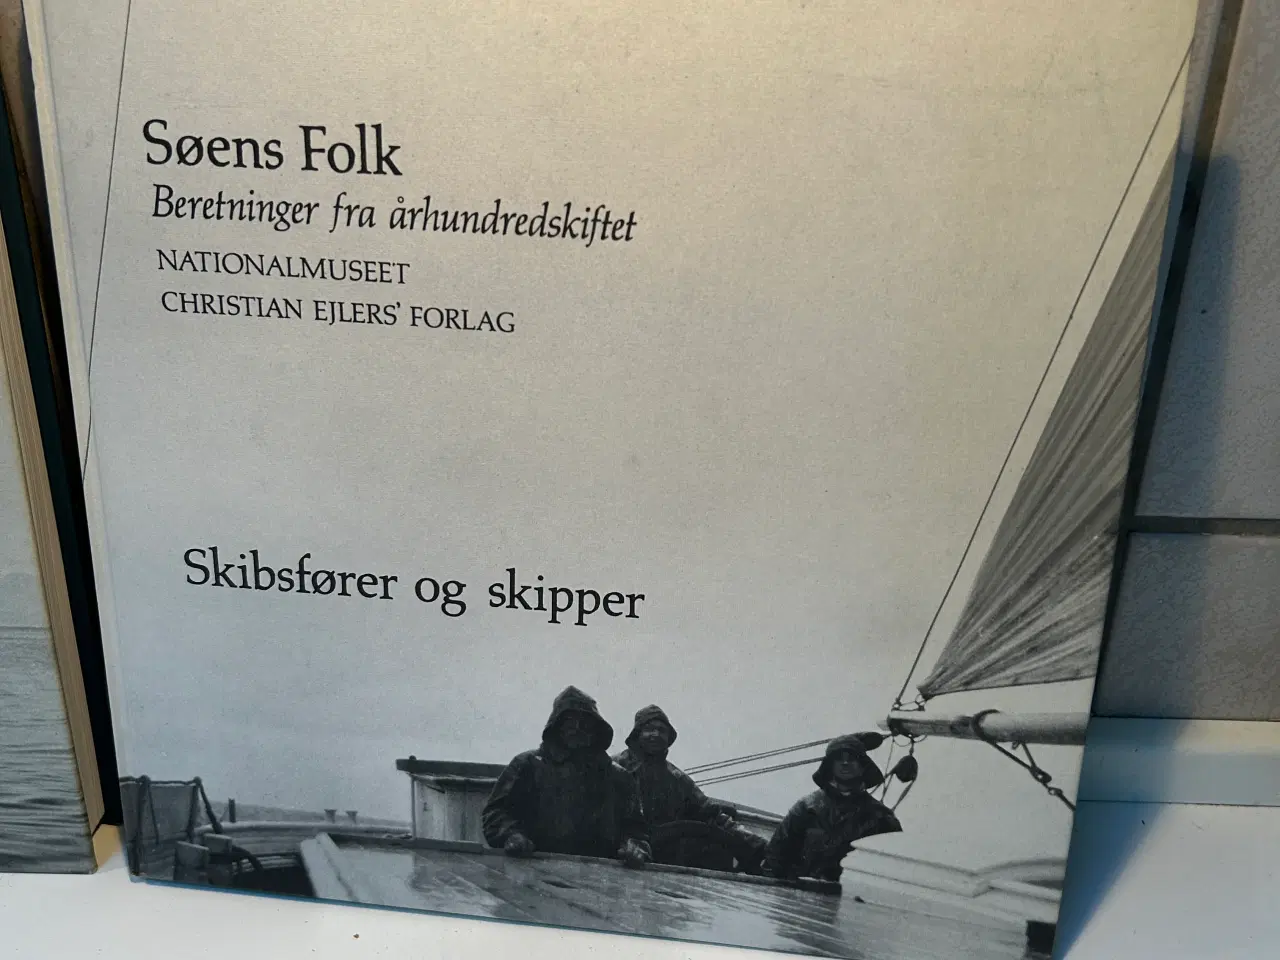 Søens Folk
Beretninger fra århundredskiftet
NATIONALMUSEET
CHRISTIAN EJLERS' FORLAG
Skibsfører og skipper